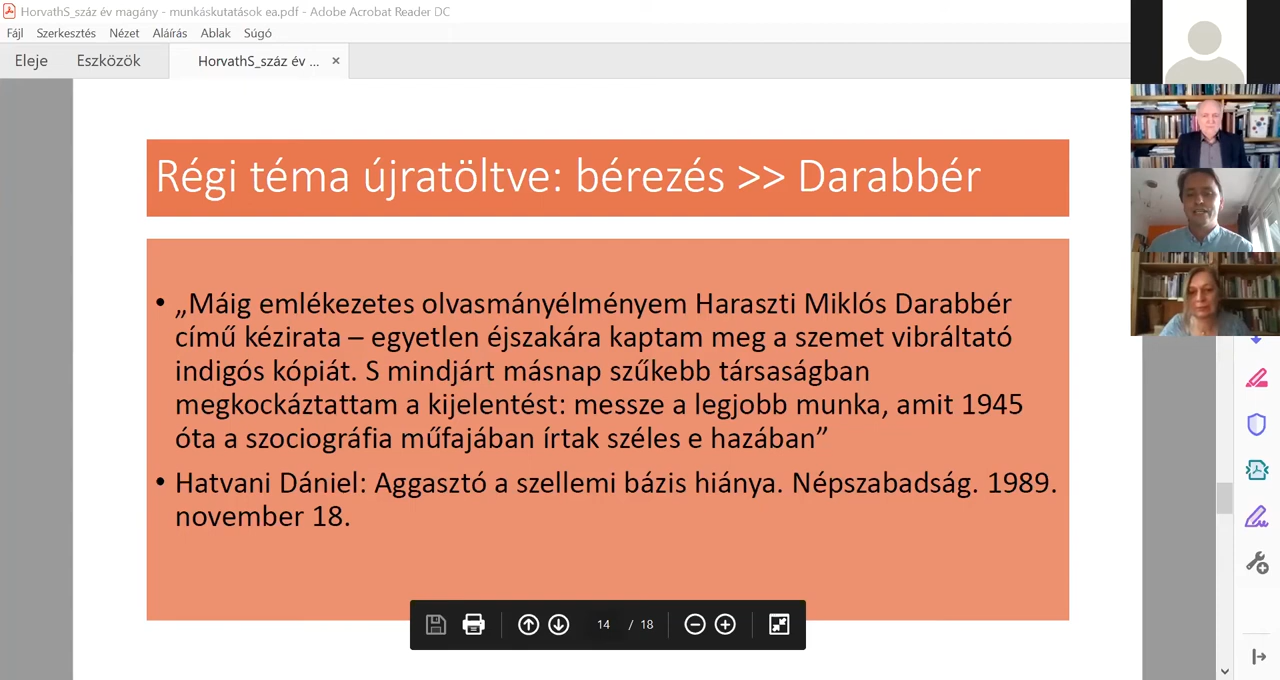 HorvathS_száz év magány - munkáskutatások ea.pdf - Adobe Acrobat Reader DC
Fájl Szerkesztés Nézet Aláírás Ablak Súgó
Eleje Eszközök HorvathS_száz év ... ×
Régi téma újratöltve: bérezés >> Darabbér
• „Máig emlékezetes olvasmányélményem Haraszti Miklós Darabbér
című kézirata – egyetlen éjszakára kaptam meg a szemet vibráltató
indigós kópiát. S mindjárt másnap szűkebb társaságban
megkockáztattam a kijelentést: messze a legjobb munka, amit 1945
óta a szociográfia műfajában írtak széles e hazában”
• Hatvani Dániel: Aggasztó a szellemi bázis hiánya. Népszabadság. 1989.
november 18.
14 / 18